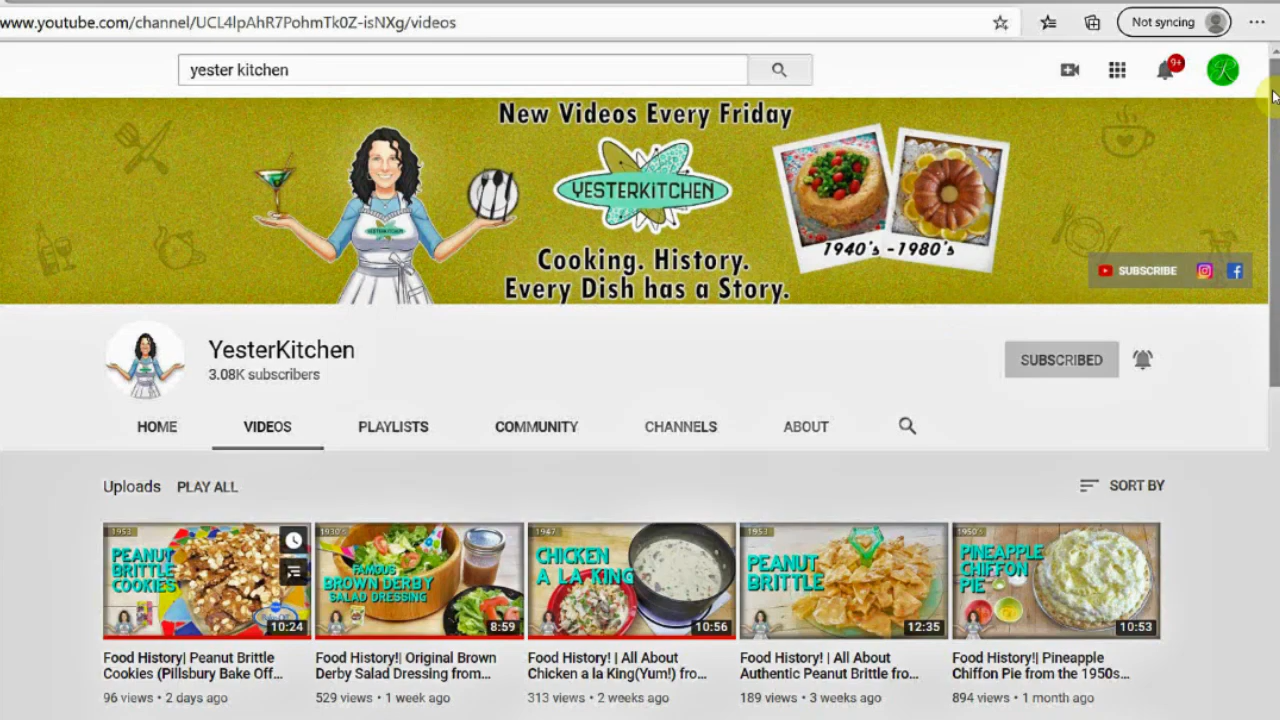 www.youtube.com/channel/UCL4lpAhR7PohmTk0Z-isNXg/videos
Not syncing
yester kitchen
9+
New Videos Every Friday
YESTERKITCHEN
Cooking. History.
Every Dish has a Story.
1940's - 1980's
SUBSCRIBE
YesterKitchen
3.08K subscribers
SUBSCRIBED
HOME VIDEOS PLAYLISTS COMMUNITY CHANNELS ABOUT
Uploads PLAY ALL
SORT BY
1953
PEANUT
BRITTLE
COOKIES
10:24
1930's
FAMOUS
BROWN DERBY
SALAD DRESSING
8:59
1947
CHICKEN
A LA KING
10:56
1953
PEANUT
BRITTLE
12:35
1950's
PINEAPPLE
CHIFFON
PIE
10:53
Food History| Peanut Brittle
Cookies (Pillsbury Bake Off...
96 views • 2 days ago
Food History!| Original Brown
Derby Salad Dressing from...
529 views • 1 week ago
Food History! | All About
Chicken a la King(Yum!) fro...
313 views • 2 weeks ago
Food History! | All About
Authentic Peanut Brittle fro...
189 views • 3 weeks ago
Food History!| Pineapple
Chiffon Pie from the 1950s...
894 views • 1 month ago